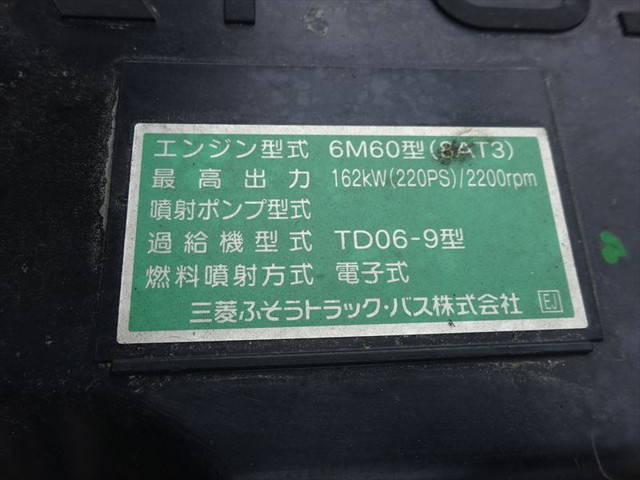 エンジン型式 6M60型(8AT3)
最高出力 162kW(220PS)/2200rpm
噴射ポンプ型式
過給機型式 TD06-9型
燃料噴射方式 電子式
三菱ふそうトラック・バス株式会社 EJ